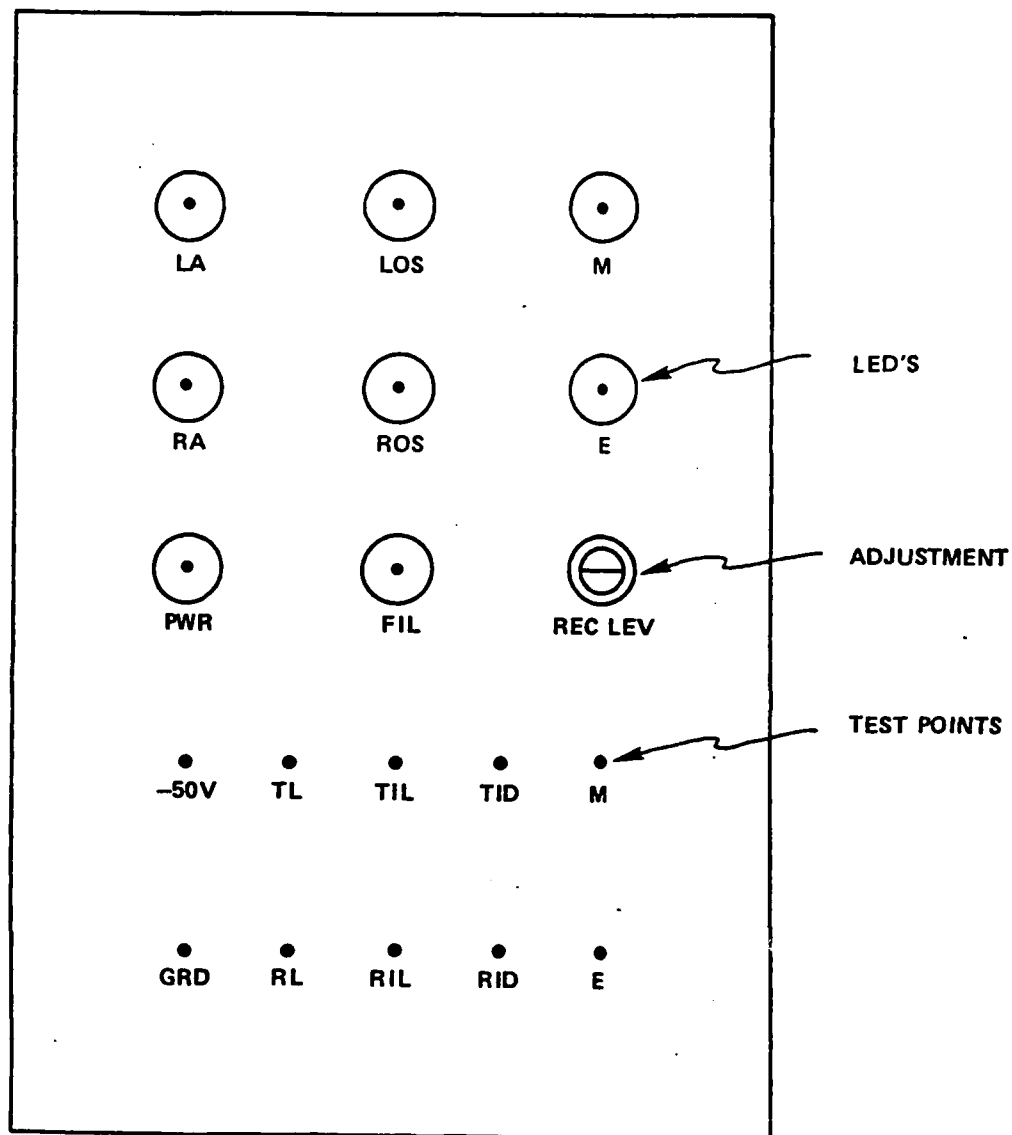 LA LOS M
LED'S
RA ROS E
ADJUSTMENT
PWR FIL REC LEV
TEST POINTS
–50V TL TIL TID M
GRD RL RIL RID E